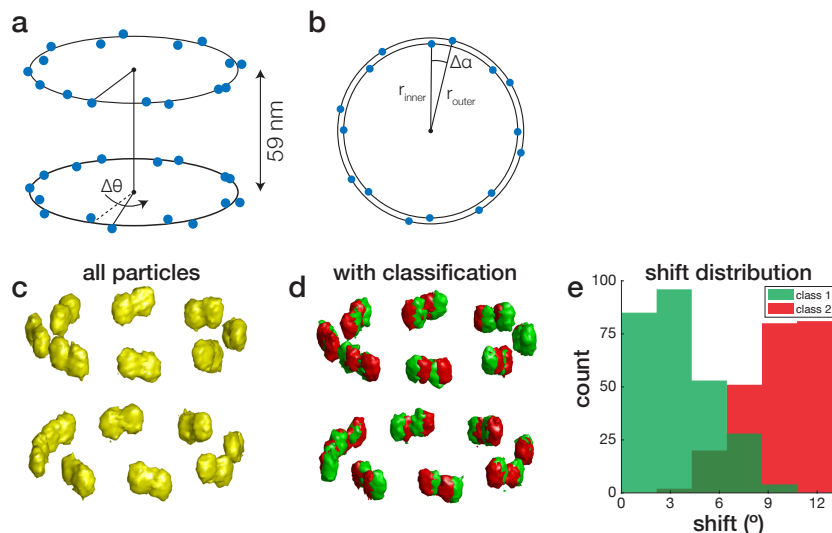 a
b
59 nm
Δθ
Δα
r inner
r outer
all particles
with classification
shift distribution
c
d
e
class 1
class 2
100
75
50
25
0
count
0 3 6 9 12
shift (º)